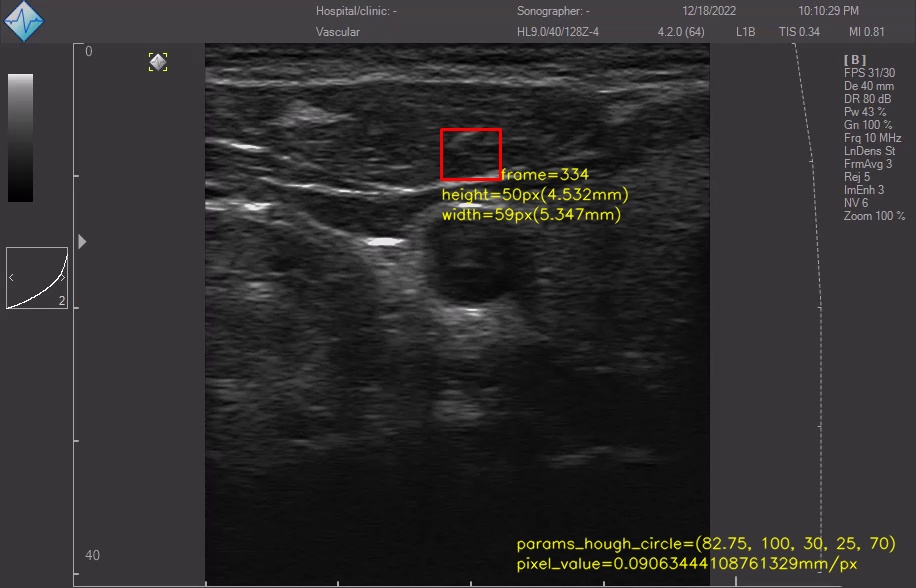 Hospital/clinic: - Sonographer: - 12/18/2022 10:10:29 PM
Vascular HL9.0/40/128Z-4 4.2.0 (64) L1B TIS 0.34 MI 0.81
0
[ B ]
FPS 31/30
De 40 mm
DR 80 dB
Pw 43 %
Gn 100 %
Frq 10 MHz
LnDens St
FrmAvg 3
Rej 5
ImEnh 3
NV 6
Zoom 100 %
frame=334
height=50px(4.532mm)
width=59px(5.347mm)
2
params_hough_circle=(82.75, 100, 30, 25, 70)
40
pixel_value=0.09063444108761329mm/px